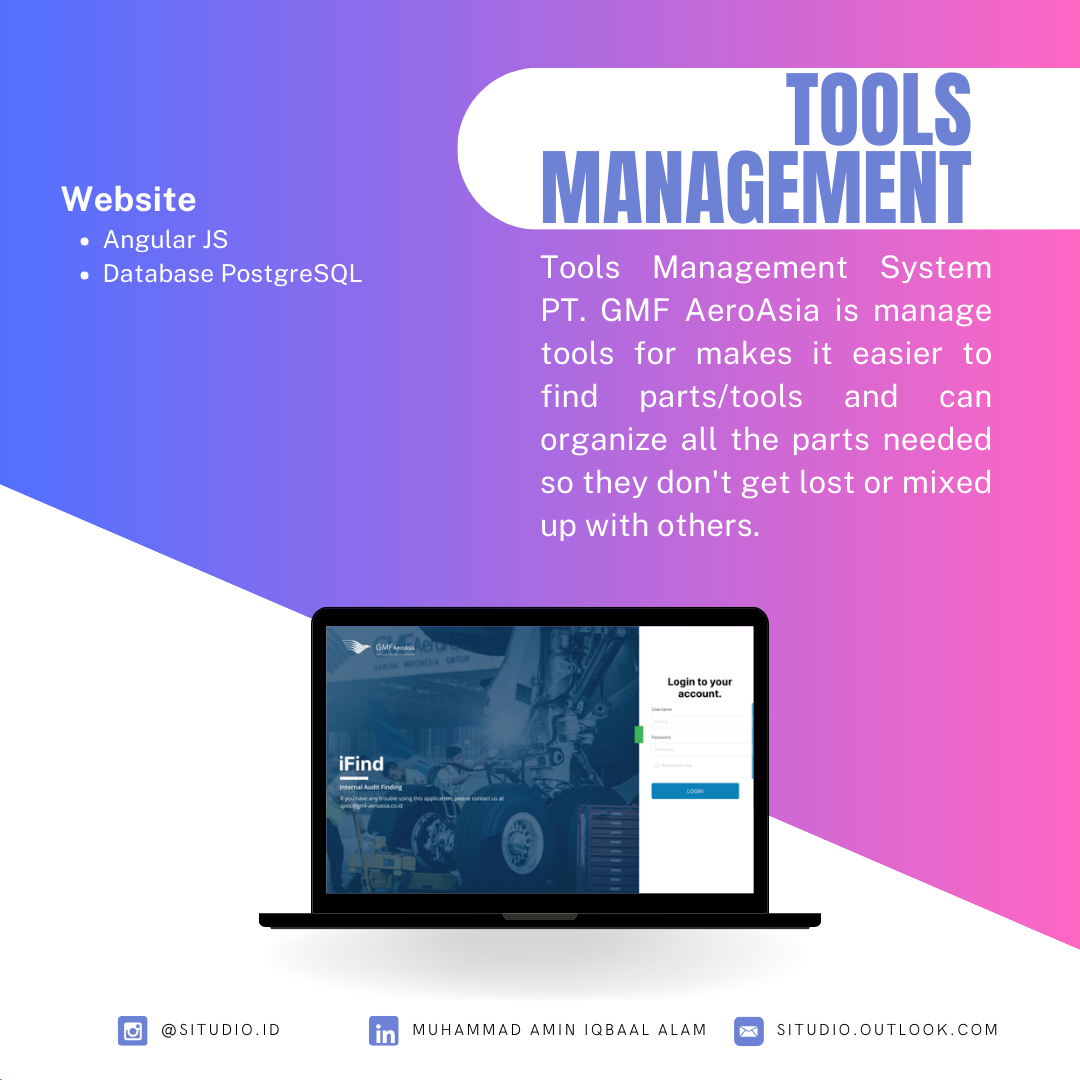 TOOLS
MANAGEMENT
Website
Angular JS
Database PostgreSQL
Tools Management System
PT. GMF AeroAsia is manage
tools for makes it easier to
find parts/tools and can
organize all the parts needed
so they don't get lost or mixed
up with others.
GMF AeroAsia
GARUDA INDONESIA GROUP
iFind
Internal Audit Finding
If you have any trouble using this application, please contact us at
spoc@gmf-aeroasia.co.id
Login to your
account.
Username
Password
Remember me
LOGIN
@SITUDIO.ID
MUHAMMAD AMIN IQBAAL ALAM
SITUDIO.OUTLOOK.COM